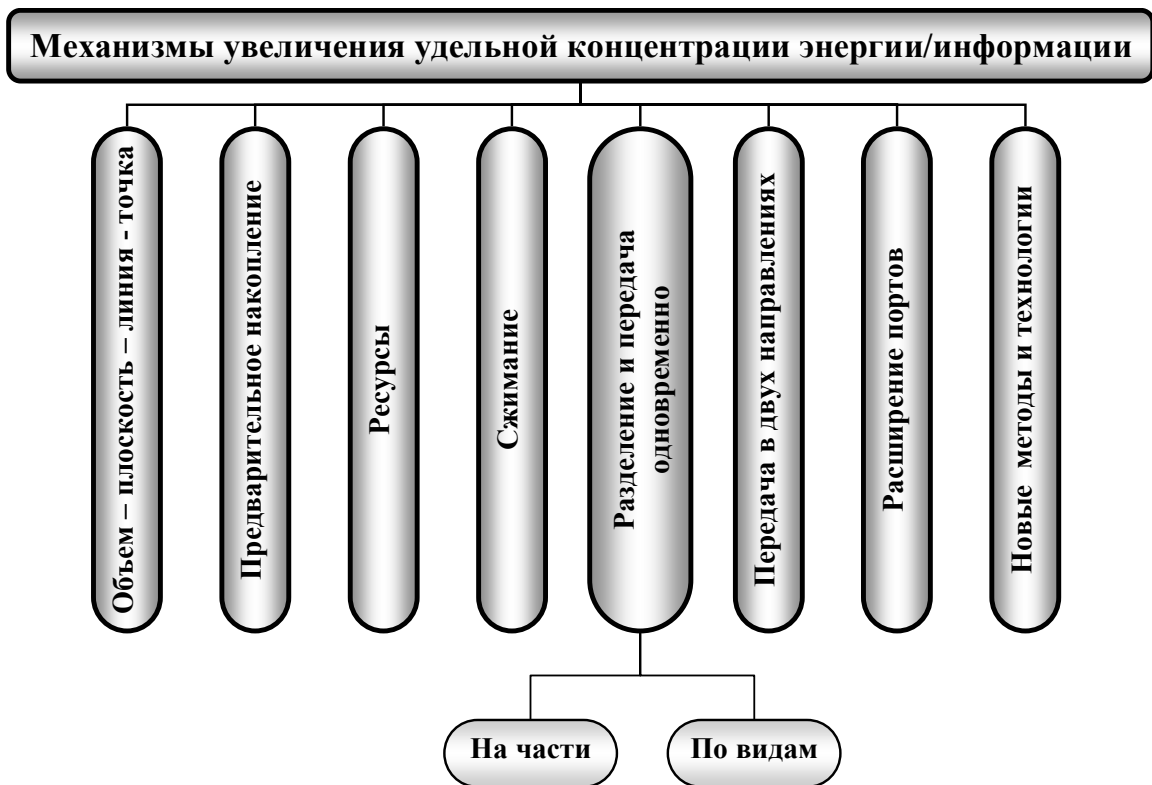 Механизмы увеличения удельной концентрации энергии/информации
Объем – плоскость – линия - точка
Предварительное накопление
Ресурсы
Сжимание
Разделение и передача
одновременно
Передача в двух направлениях
Расширение портов
Новые методы и технологии
На части
По видам